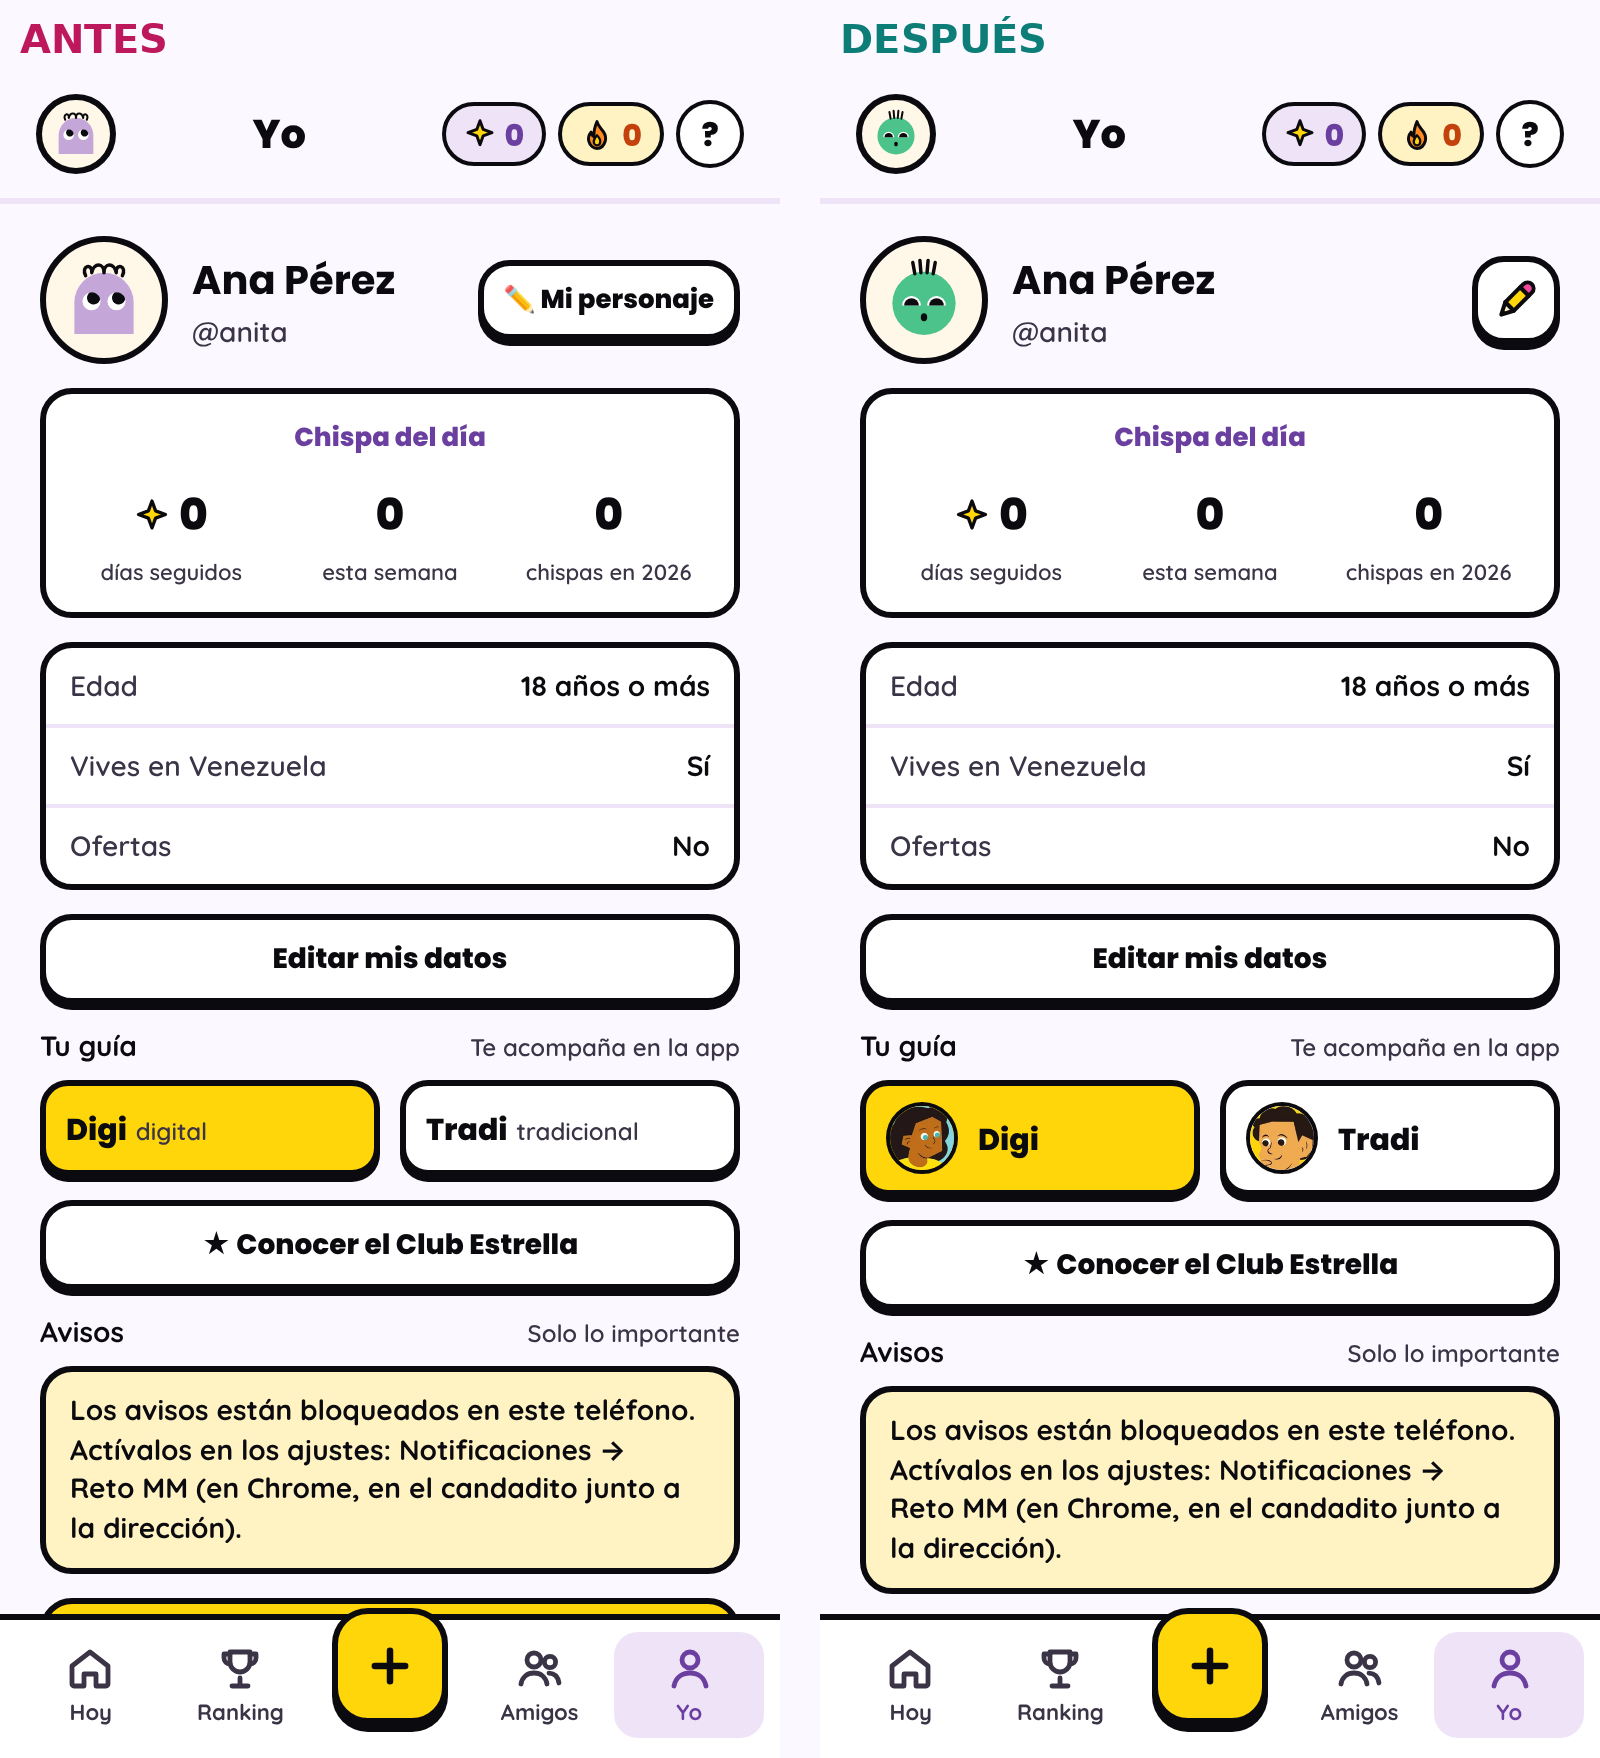 ANTES
Yo
0
0
?
Ana Pérez
@anita
Mi personaje
Chispa del día
0
0
0
días seguidos
esta semana
chispas en 2026
Edad
18 años o más
Vives en Venezuela
Sí
Ofertas
No
Editar mis datos
Tu guía
Te acompaña en la app
Digi digital
Tradi tradicional
★ Conocer el Club Estrella
Avisos
Solo lo importante
Los avisos están bloqueados en este teléfono.
Actívalos en los ajustes: Notificaciones →
Reto MM (en Chrome, en el candadito junto a
la dirección).
Hoy
Ranking
+
Amigos
Yo
DESPUÉS
Yo
0
0
?
Ana Pérez
@anita
Chispa del día
0
0
0
días seguidos
esta semana
chispas en 2026
Edad
18 años o más
Vives en Venezuela
Sí
Ofertas
No
Editar mis datos
Tu guía
Te acompaña en la app
Digi
Tradi
★ Conocer el Club Estrella
Avisos
Solo lo importante
Los avisos están bloqueados en este teléfono.
Actívalos en los ajustes: Notificaciones →
Reto MM (en Chrome, en el candadito junto a
la dirección).
Hoy
Ranking
+
Amigos
Yo